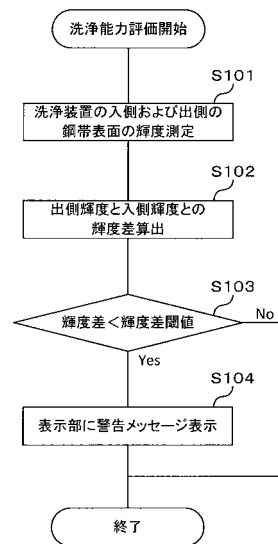 洗浄能力評価開始
S101
洗浄装置の入側および出側の
鋼帯表面の輝度測定
S102
出側輝度と入側輝度との
輝度差算出
S103
輝度差<輝度差閾値
No
Yes
S104
表示部に警告メッセージ表示
終了